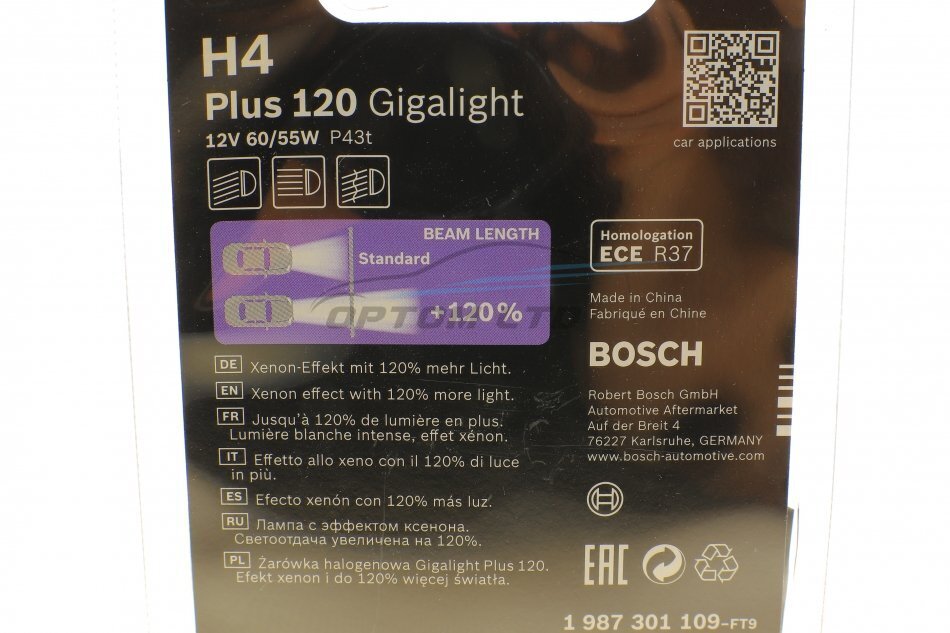 H4
Plus 120 Gigalight
12V 60/55W P43t
car applications
BEAM LENGTH
Standard
+120%
Homologation
ECE R37
Made in China
Fabriqué en Chine
BOSCH
Robert Bosch GmbH
Automotive Aftermarket
Auf der Breit 4
76227 Karlsruhe, GERMANY
www.bosch-automotive.com
DE Xenon-Effekt mit 120% mehr Licht.
EN Xenon effect with 120% more light.
FR Jusqu'à 120% de lumière en plus.
Lumière blanche intense, effet xénon.
IT Effetto allo xeno con il 120% di luce
in più.
ES Efecto xenón con 120% más luz.
RU Лампа с эффектом ксенона.
Светоотдача увеличена на 120%.
PL Żarówka halogenowa Gigalight Plus 120.
Efekt xenon i do 120% więcej światła.
EAC
1 987 301 109-FT9